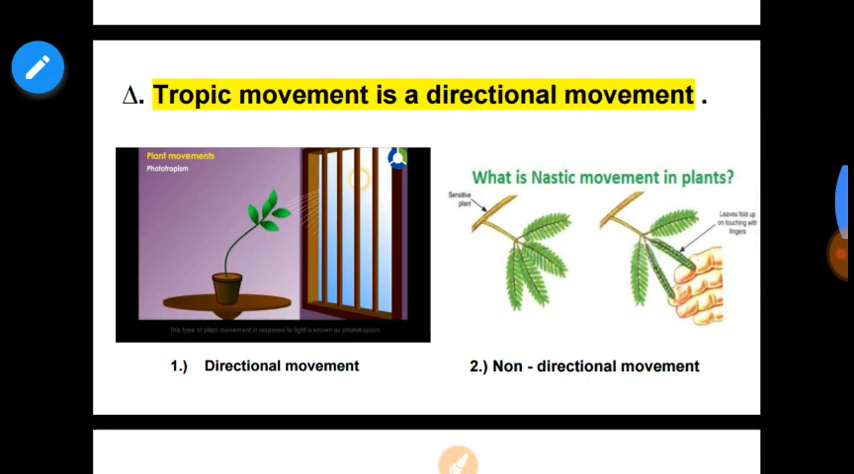 Δ. Tropic movement is a directional movement .
Plant movements
Phototropism
This type of plant movement in response to light is known as phototropism
What is Nastic movement in plants?
Sensitive
plant
Leaves fold up
on touching with
fingers
1.) Directional movement
2.) Non - directional movement